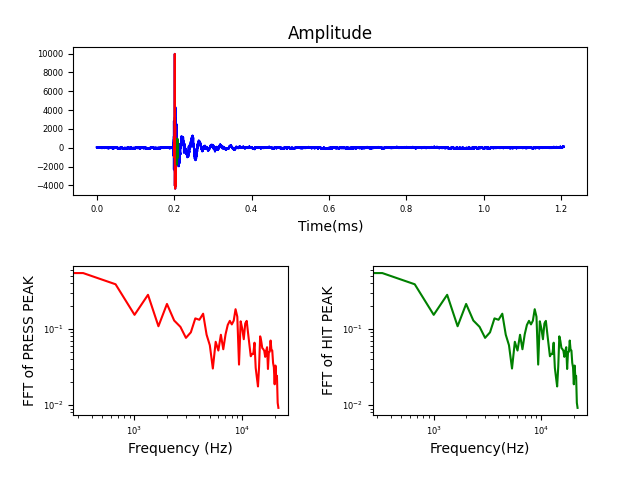 Amplitude
10000
8000
6000
4000
2000
0
−2000
−4000
0.0 0.2 0.4 0.6 0.8 1.0 1.2
Time(ms)
FFT of PRESS PEAK
10⁻¹
10⁻²
10³ 10⁴
Frequency (Hz)
FFT of HIT PEAK
10⁻¹
10⁻²
10³ 10⁴
Frequency(Hz)